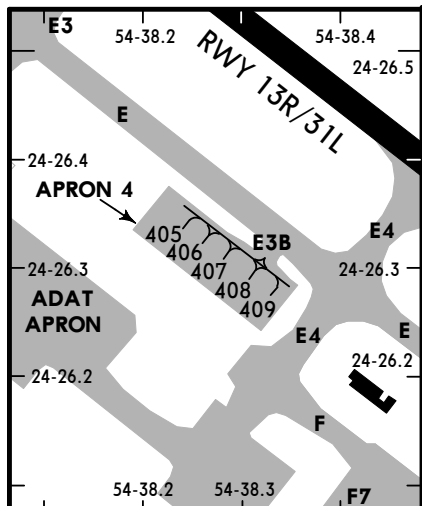 E3
54-38.2
54-38.4
RWY 13R/31L
24-26.5
E
24-26.4
APRON 4
405
406
407
408
409
E3B
E4
24-26.3
24-26.3
ADAT
APRON
E4
E
24-26.2
24-26.2
F
54-38.2
54-38.3
F7